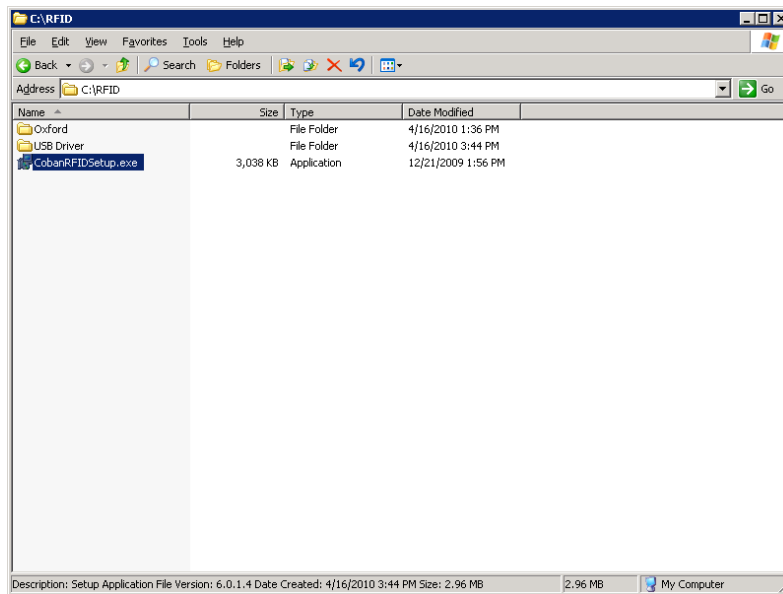 C:\RFID
File Edit View Favorites Tools Help
Back Search Folders
Address C:\RFID Go
Name Size Type Date Modified
Oxford File Folder 4/16/2010 1:36 PM
USB Driver File Folder 4/16/2010 3:44 PM
CobanRFIDSetup.exe 3,038 KB Application 12/21/2009 1:56 PM
Description: Setup Application File Version: 6.0.1.4 Date Created: 4/16/2010 3:44 PM Size: 2.96 MB 2.96 MB My Computer